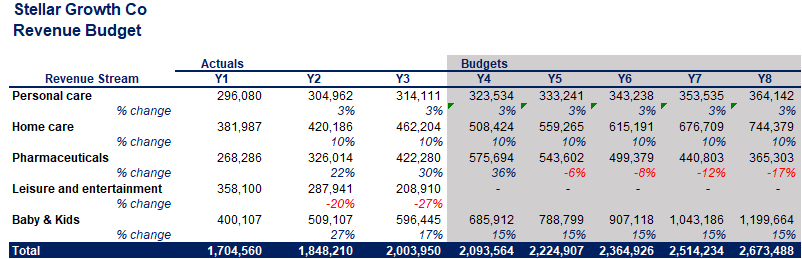 Stellar Growth Co
Revenue Budget
Actuals Budgets
Revenue Stream Y1 Y2 Y3 Y4 Y5 Y6 Y7 Y8
Personal care 296,080 304,962 314,111 323,534 333,241 343,238 353,535 364,142
% change 3% 3% 3% 3% 3% 3% 3%
Home care 381,987 420,186 462,204 508,424 559,265 615,191 676,709 744,379
% change 10% 10% 10% 10% 10% 10% 10%
Pharmaceuticals 268,286 326,014 422,280 575,694 543,602 499,379 440,803 365,303
% change 22% 30% 36% -6% -8% -12% -17%
Leisure and entertainment 358,100 287,941 208,910 - - - - -
% change -20% -27%
Baby & Kids 400,107 509,107 596,445 685,912 788,799 907,118 1,043,186 1,199,664
% change 27% 17% 15% 15% 15% 15% 15%
Total 1,704,560 1,848,210 2,003,950 2,093,564 2,224,907 2,364,926 2,514,234 2,673,488